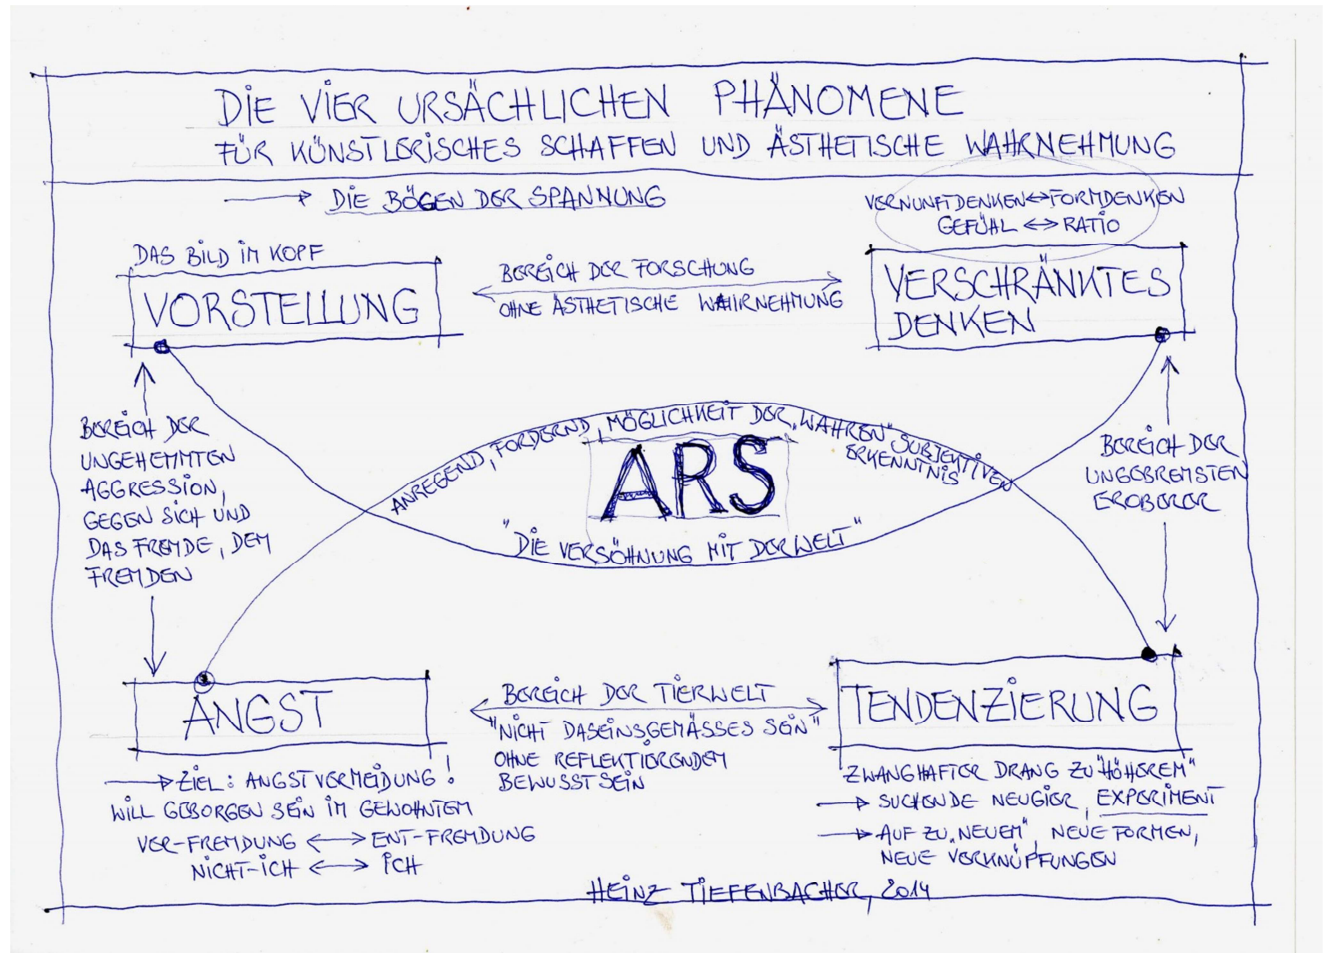 DIE VIER URSÄCHLICHEN PHÄNOMENE
FÜR KÜNSTLERISCHES SCHAFFEN UND ÄSTHETISCHE WAHRNEHMUNG
→ DIE BÖGEN DER SPANNUNG
VERNUNFTDENKEN↔FORMDENKEN
GEFÜHL ↔ RATIO
DAS BILD IM KOPF
VORSTELLUNG
BEREICH DER FORSCHUNG
OHNE ÄSTHETISCHE WAHRNEHMUNG
VERSCHRÄNKTES
DENKEN
BEREICH DER
UNGEHEMMTEN
AGGRESSION,
GEGEN SICH UND
DAS FREMDE, DEM
FREMDEN
ANREGEND, FORDERND, MÖGLICHKEIT DER „WAHREN" SUBJEKTIVEN
ERKENNTNIS
ARS
"DIE VERSÖHNUNG MIT DER WELT"
BEREICH DER
UNGEBREMSTEN
EROBERER
ANGST
BEREICH DER TIERWELT
"NICHT DASEINSGEMÄSSES SEIN"
OHNE REFLEKTIERENDEM
BEWUSSTSEIN
TENDENZIERUNG
→ ZIEL: ANGSTVERMEIDUNG!
WILL GEBORGEN SEIN IM GEWOHNTEM
VER-FREMDUNG ↔ ENT-FREMDUNG
NICHT-ICH ↔ ICH
ZWANGHAFTER DRANG ZU "HÖHEREM"
→ SUCHENDE NEUGIER, EXPERIMENT
→ AUF ZU „NEUEM", NEUE FORMEN,
NEUE VERKNÜPFUNGEN
HEINZ TIEFENBACHER, 2014